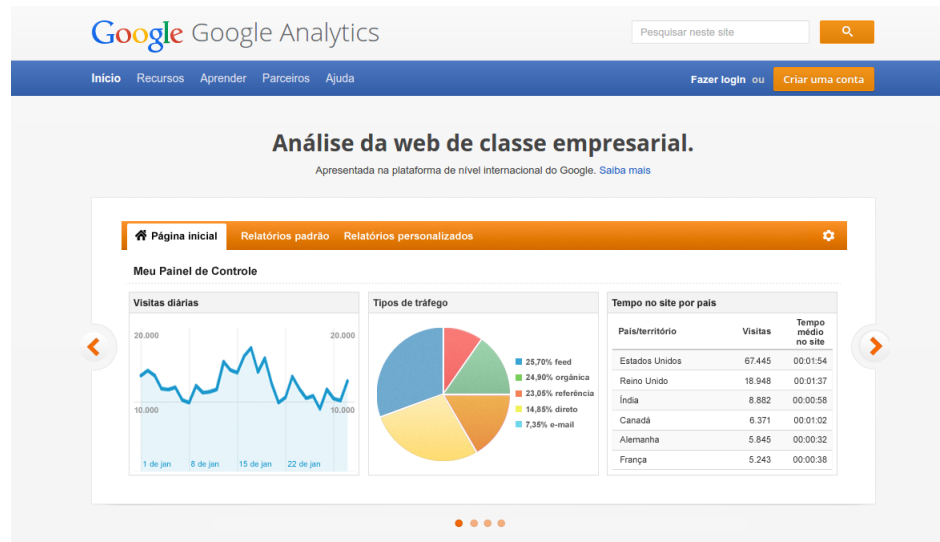 Google Google Analytics
Pesquisar neste site
Início Recursos Aprender Parceiros Ajuda
Fazer login ou Criar uma conta
Análise da web de classe empresarial.
Apresentada na plataforma de nível internacional do Google. Saiba mais
Página inicial Relatórios padrão Relatórios personalizados
Meu Painel de Controle
Visitas diárias
20.000 20.000
10.000 10.000
1 de jan 8 de jan 15 de jan 22 de jan
Tipos de tráfego
25,70% feed
24,90% orgânica
23,05% referência
14,85% direto
7,35% e-mail
Tempo no site por país
País/território Visitas Tempo médio no site
Estados Unidos 67.445 00:01:54
Reino Unido 18.948 00:01:37
Índia 8.882 00:00:58
Canadá 6.371 00:01:02
Alemanha 5.845 00:00:32
França 5.243 00:00:38